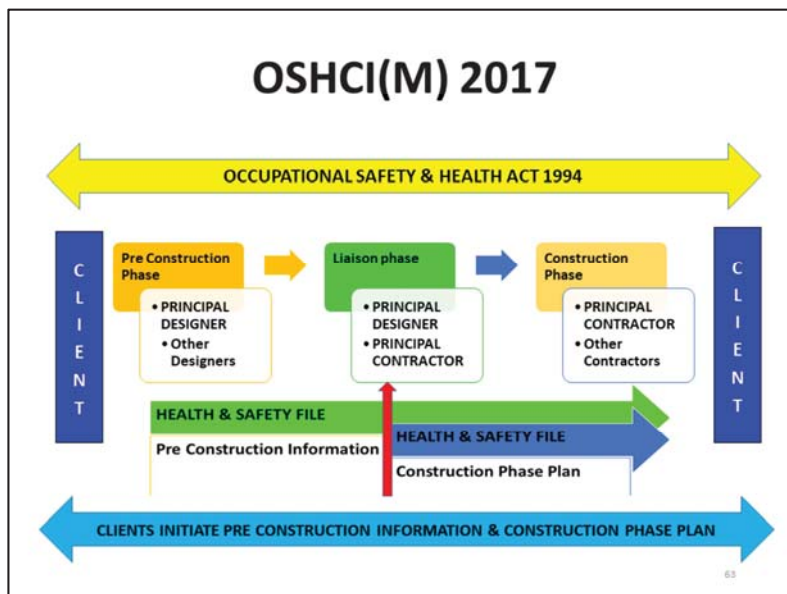 OSHCI(M) 2017
OCCUPATIONAL SAFETY & HEALTH ACT 1994
CLIENT
Pre Construction
Phase
• PRINCIPAL
DESIGNER
• Other
Designers
Liaison phase
• PRINCIPAL
DESIGNER
• PRINCIPAL
CONTRACTOR
Construction
Phase
• PRINCIPAL
CONTRACTOR
• Other
Contractors
CLIENT
HEALTH & SAFETY FILE
Pre Construction Information
HEALTH & SAFETY FILE
Construction Phase Plan
CLIENTS INITIATE PRE CONSTRUCTION INFORMATION & CONSTRUCTION PHASE PLAN
63